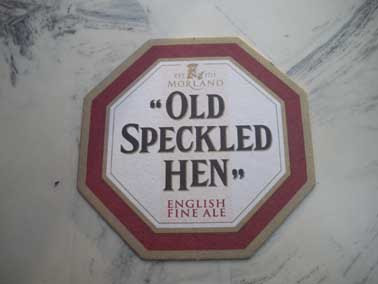 MORLAND
"OLD
SPECKLED
HEN"
ENGLISH
FINE ALE